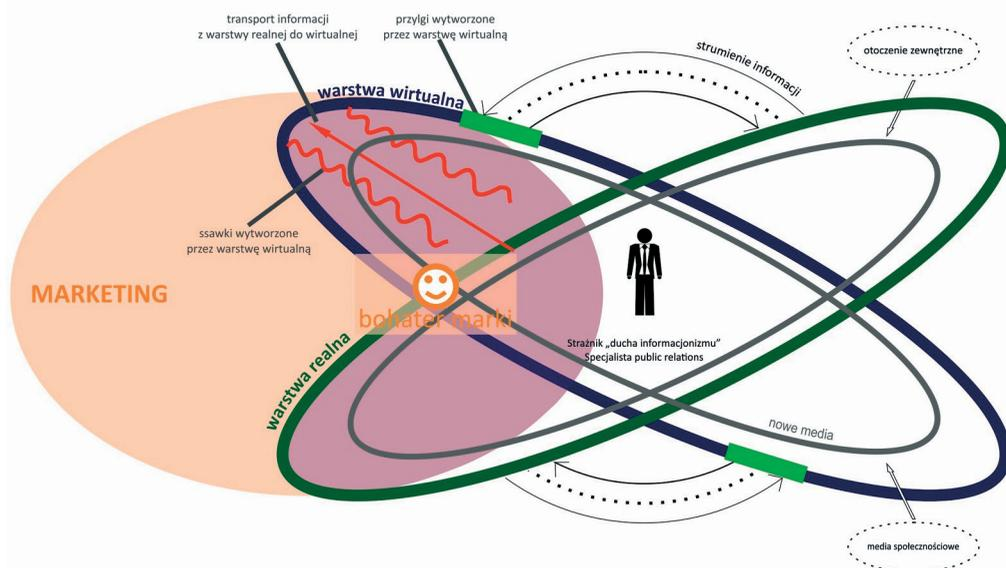 transport informacji
z warstwy realnej do wirtualnej
przylgi wytworzone
przez warstwę wirtualną
strumienie informacji
otoczenie zewnętrzne
warstwa wirtualna
ssawki wytworzone
przez warstwę wirtualną
MARKETING
bohater marki
Strażnik „ducha informacjonizmu”
Specjalista public relations
warstwa realna
nowe media
media społecznościowe